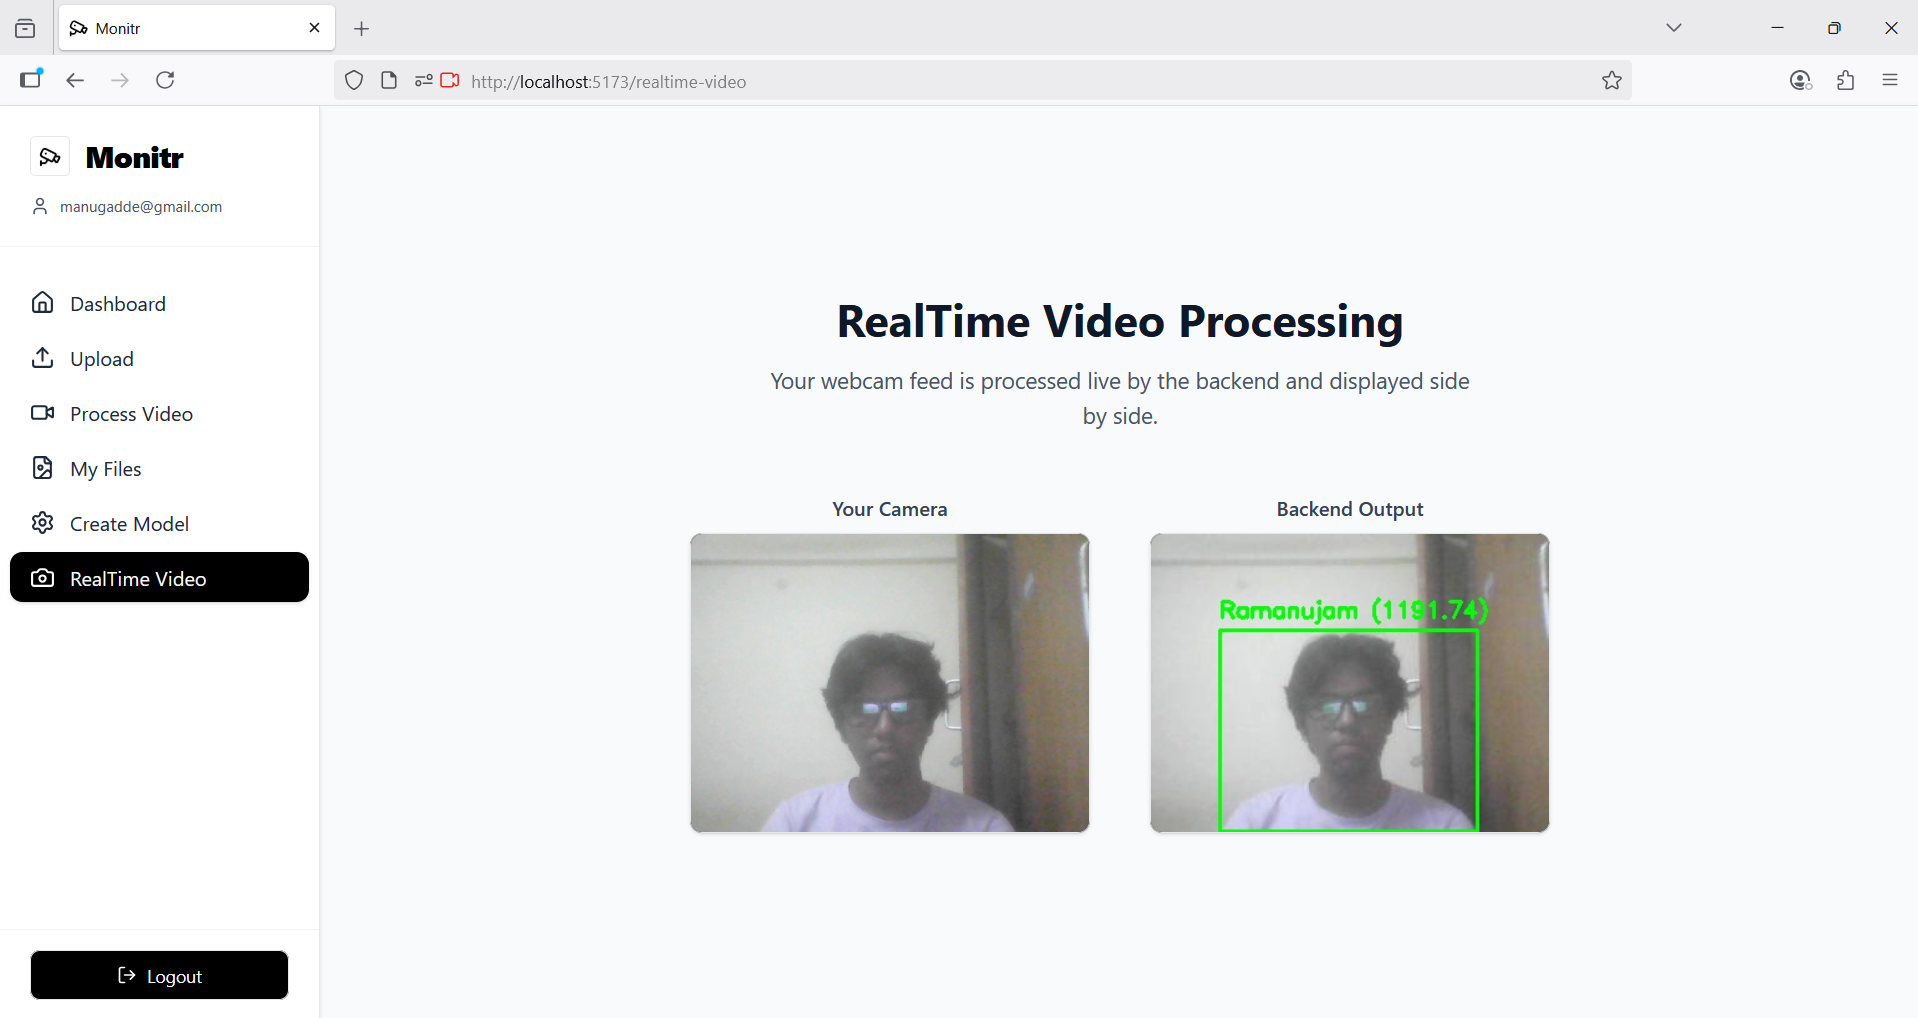 Monitr
http://localhost:5173/realtime-video
Monitr
manugadde@gmail.com
Dashboard
Upload
Process Video
My Files
Create Model
RealTime Video
Logout
RealTime Video Processing
Your webcam feed is processed live by the backend and displayed side
by side.
Your Camera
Backend Output
Ramanujam (1191.74)